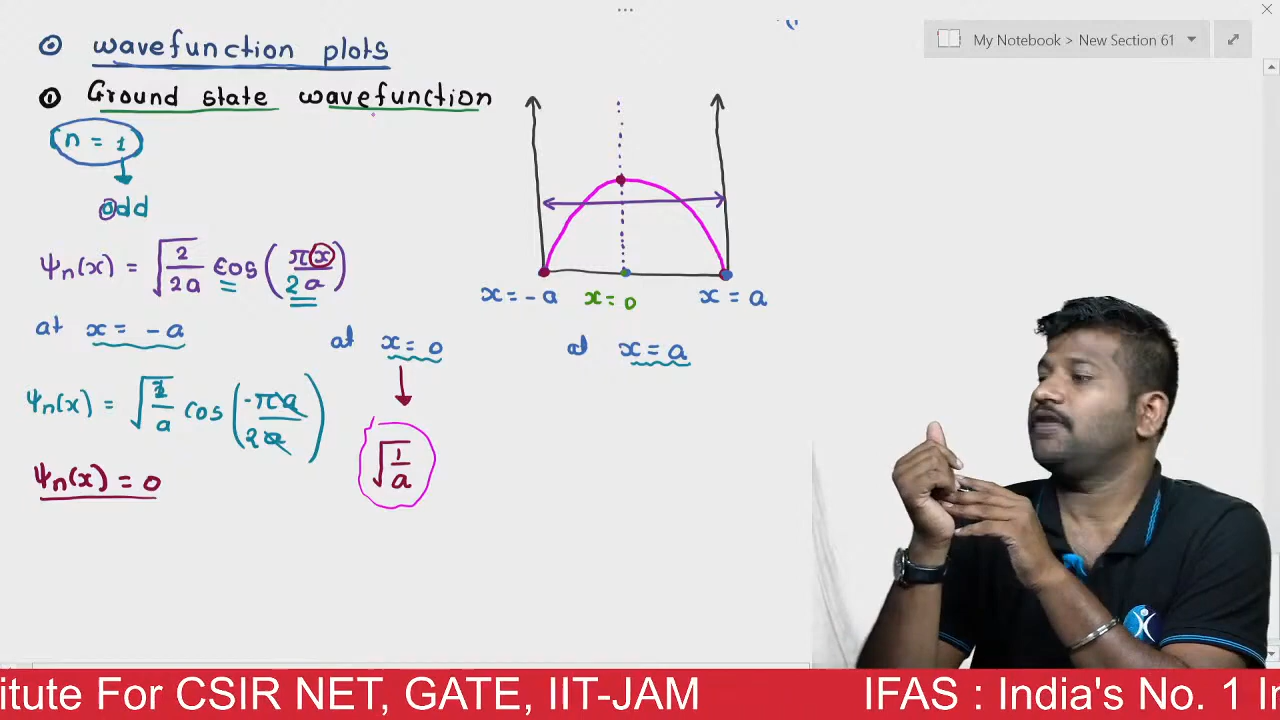 My Notebook > New Section 61
wavefunction plots
Ground state wavefunction
n = 1
odd
ψn(x) = √(2/2a) cos(πx/2a)
x = -a x = 0 x = a
at x = -a
at x = 0
at x = a
ψn(x) = √(1/a) cos(-πa/2a)
√(1/a)
ψn(x) = 0
itute For CSIR NET, GATE, IIT-JAM IFAS : India's No. 1 In